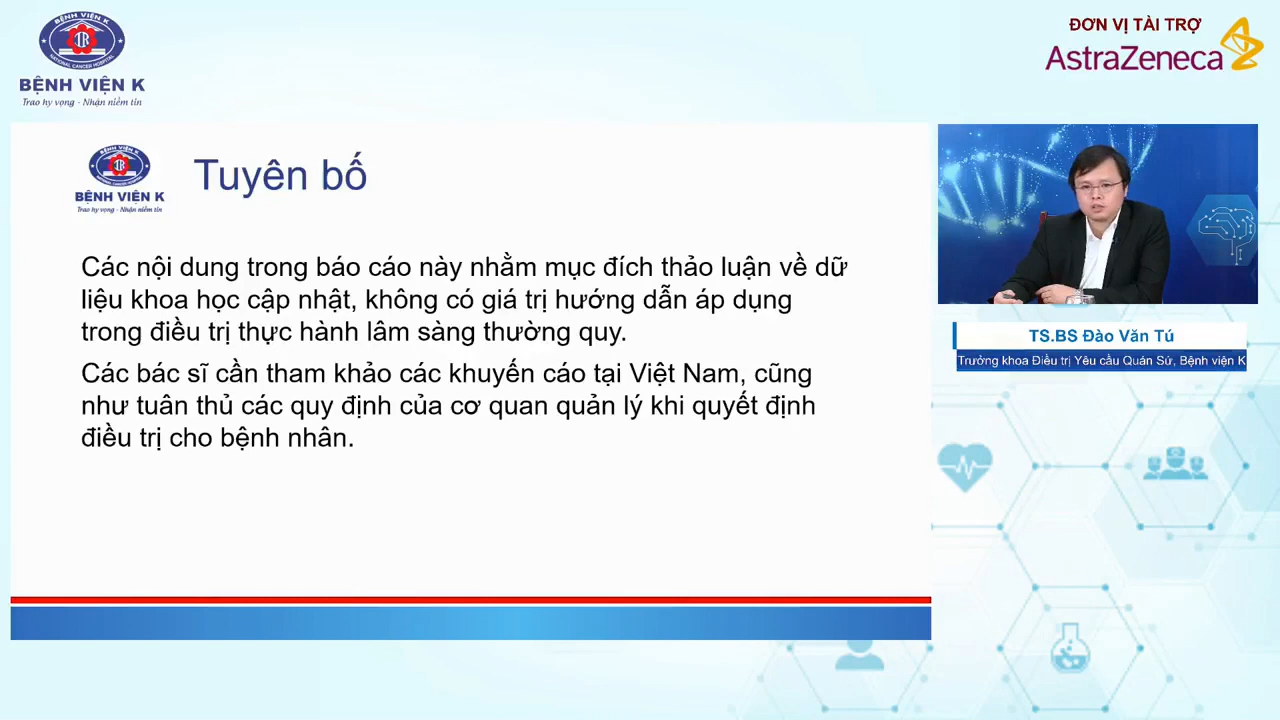 NATIONAL CANCER HOSPITAL
BỆNH VIỆN K
Trao hy vọng - Nhận niềm tin
ĐƠN VỊ TÀI TRỢ
AstraZeneca
BỆNH VIỆN K
Trao hy vọng - Nhận niềm tin
Tuyên bố
Các nội dung trong báo cáo này nhằm mục đích thảo luận về dữ
liệu khoa học cập nhật, không có giá trị hướng dẫn áp dụng
trong điều trị thực hành lâm sàng thường quy.
Các bác sĩ cần tham khảo các khuyến cáo tại Việt Nam, cũng
như tuân thủ các quy định của cơ quan quản lý khi quyết định
điều trị cho bệnh nhân.
TS.BS Đào Văn Tú
Trưởng khoa Điều trị Yêu cầu Quán Sứ, Bệnh viện K